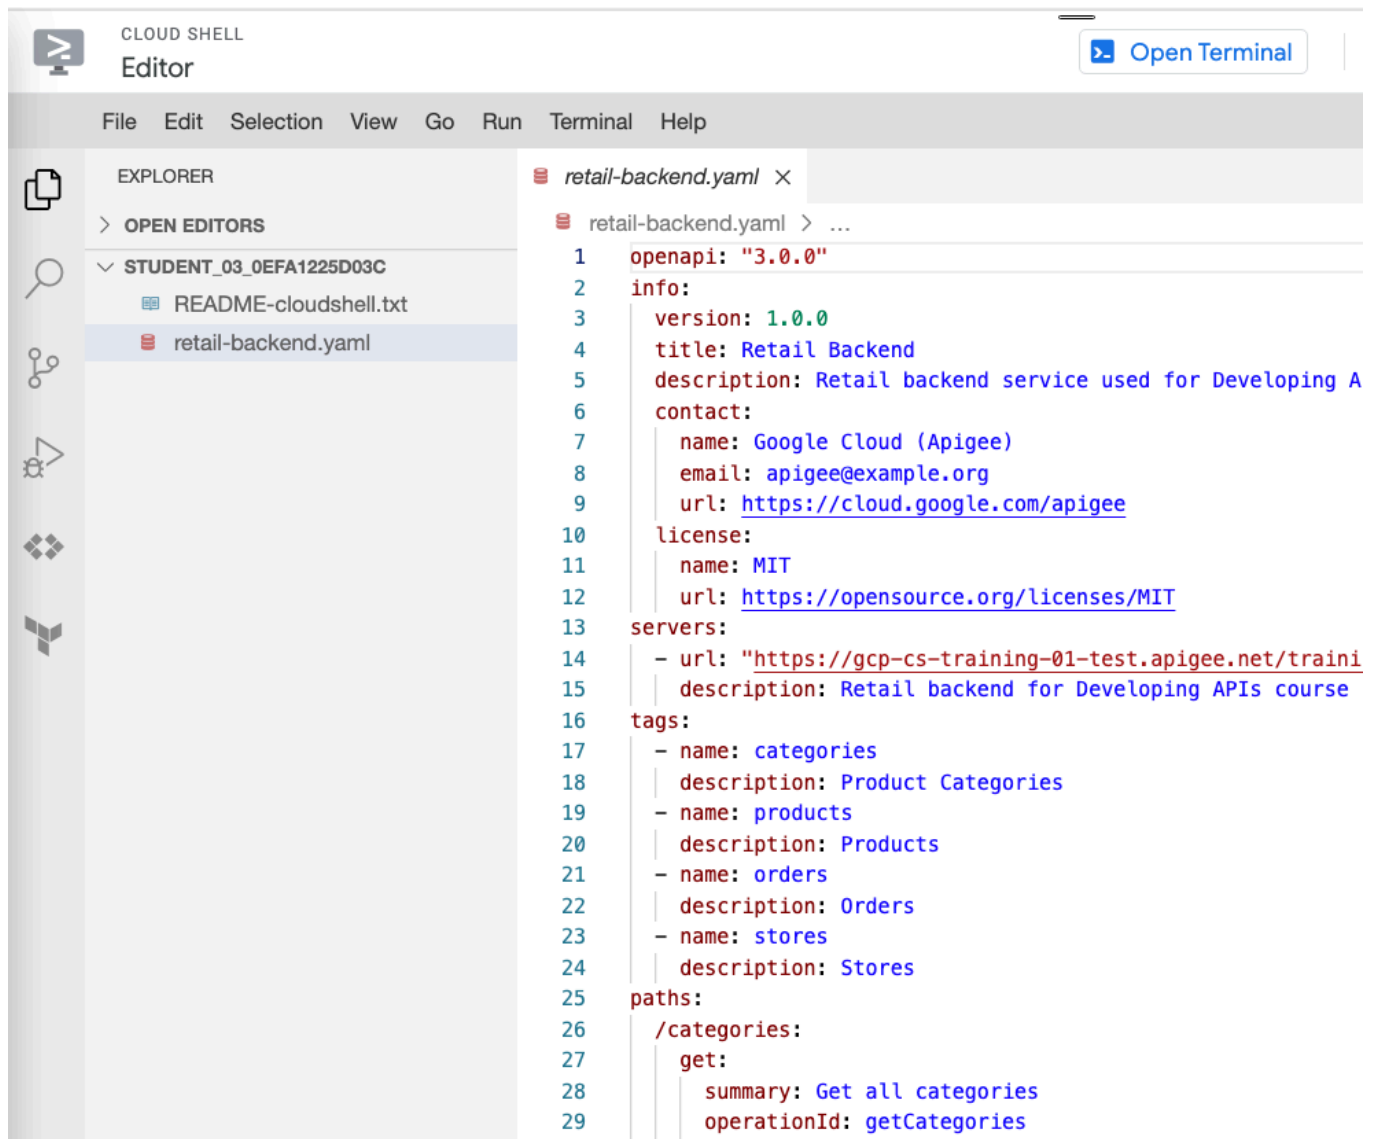 CLOUD SHELL
Editor
Open Terminal
File Edit Selection View Go Run Terminal Help
EXPLORER
OPEN EDITORS
STUDENT_03_0EFA1225D03C
README-cloudshell.txt
retail-backend.yaml
retail-backend.yaml
retail-backend.yaml > ...
1 openapi: "3.0.0"
2 info:
3 version: 1.0.0
4 title: Retail Backend
5 description: Retail backend service used for Developing A
6 contact:
7 name: Google Cloud (Apigee)
8 email: apigee@example.org
9 url: https://cloud.google.com/apigee
10 license:
11 name: MIT
12 url: https://opensource.org/licenses/MIT
13 servers:
14 - url: "https://gcp-cs-training-01-test.apigee.net/traini
15 description: Retail backend for Developing APIs course
16 tags:
17 - name: categories
18 description: Product Categories
19 - name: products
20 description: Products
21 - name: orders
22 description: Orders
23 - name: stores
24 description: Stores
25 paths:
26 /categories:
27 get:
28 summary: Get all categories
29 operationId: getCategories